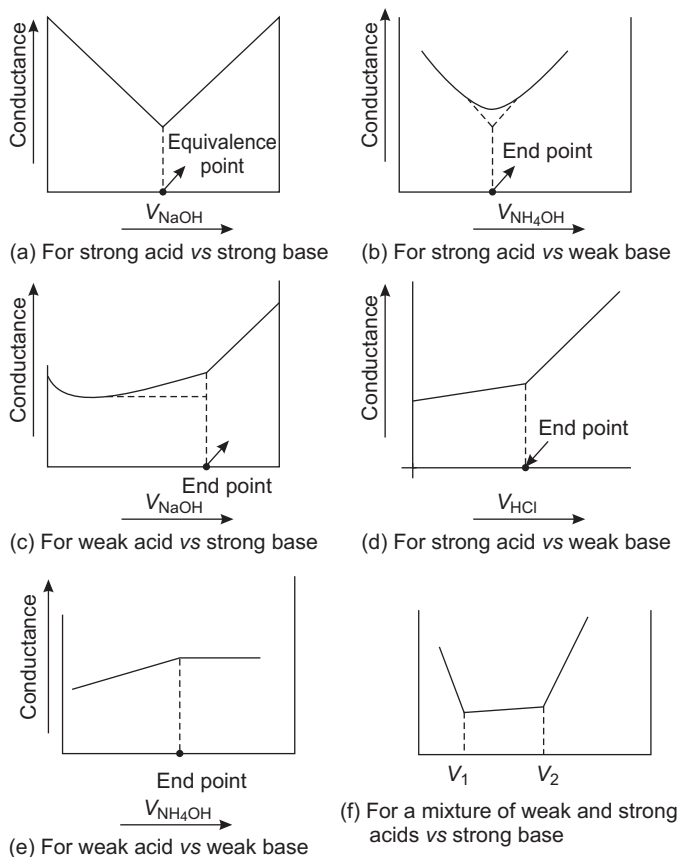 Conductance
Equivalence
point
V_NaOH
(a) For strong acid vs strong base
Conductance
End point
V_NH4OH
(b) For strong acid vs weak base
Conductance
End point
V_NaOH
(c) For weak acid vs strong base
Conductance
End point
V_HCl
(d) For strong acid vs weak base
Conductance
End point
V_NH4OH
(e) For weak acid vs weak base
V_1 V_2
(f) For a mixture of weak and strong
acids vs strong base